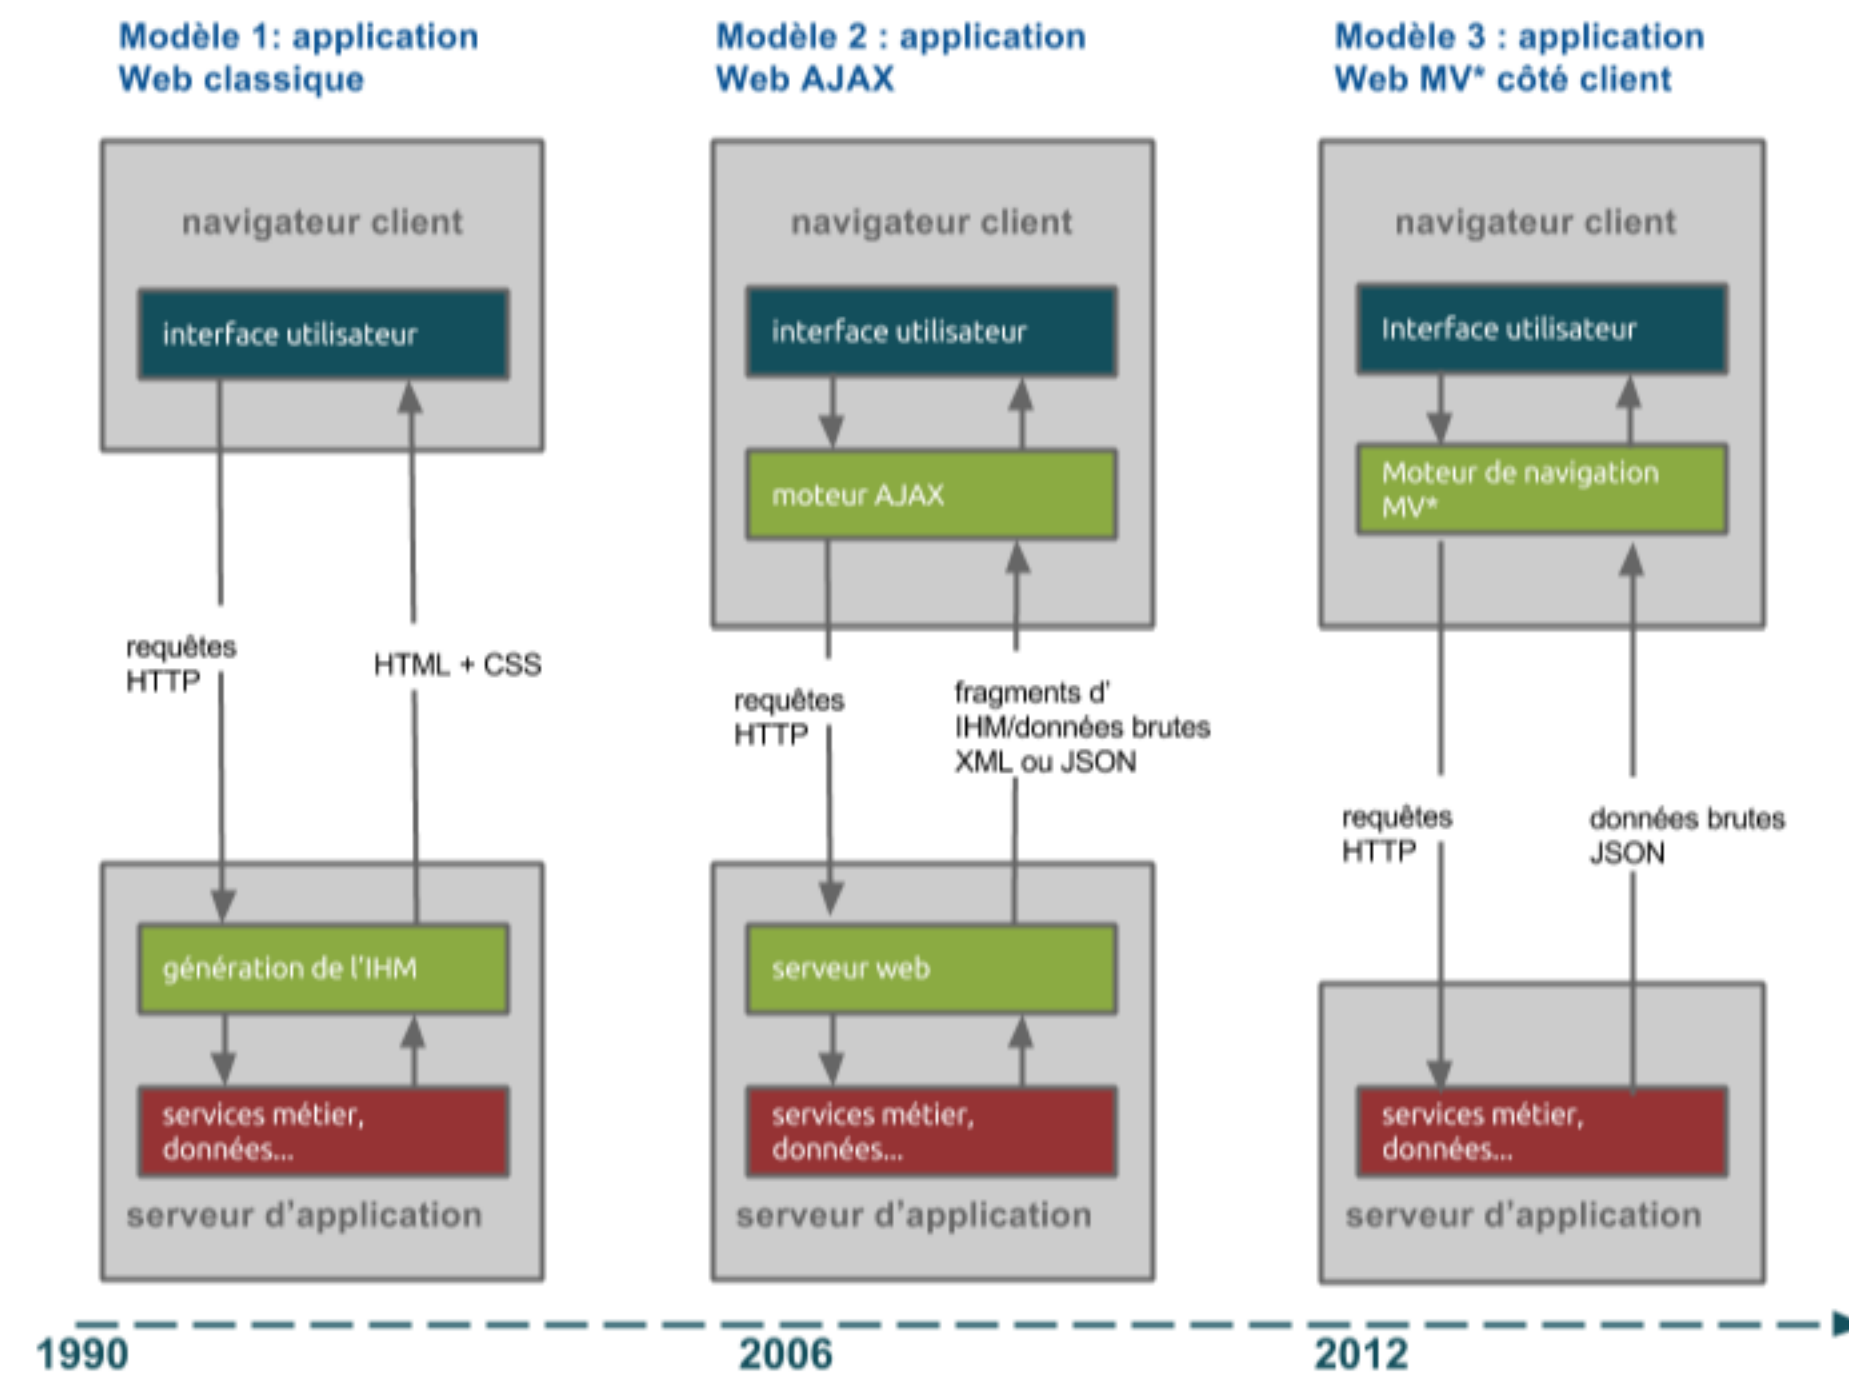 Modèle 1: application
Web classique
navigateur client
interface utilisateur
requêtes
HTTP
HTML + CSS
génération de l'IHM
services métier,
données...
serveur d'application
Modèle 2 : application
Web AJAX
navigateur client
interface utilisateur
moteur AJAX
requêtes
HTTP
fragments d'
IHM/données brutes
XML ou JSON
serveur web
services métier,
données...
serveur d'application
Modèle 3 : application
Web MV* côté client
navigateur client
Interface utilisateur
Moteur de navigation
MV*
requêtes
HTTP
données brutes
JSON
services métier,
données...
serveur d'application
1990
2006
2012